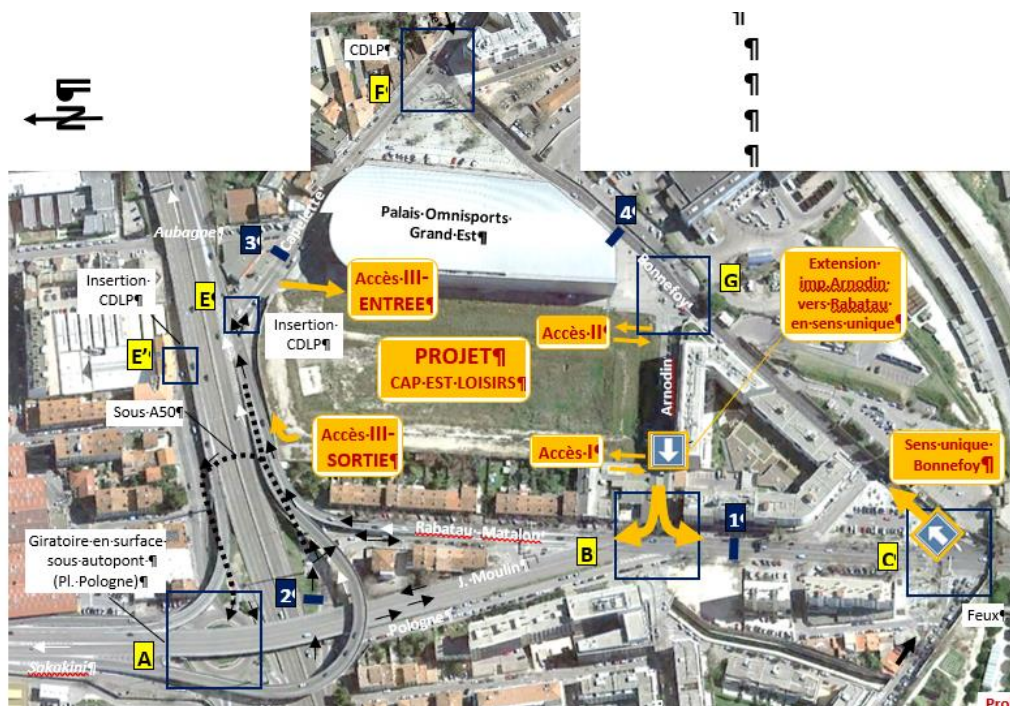 CDLP¶
¶
¶
¶
¶
¶
N¶
F
Palais·Omnisports·
Grand·Est¶
4¶
Aubagne¶
3¶
Capelette¶
Bonnefoy¶
G
Extension·
imp.Arnodin·
vers·Rabatau·
en·sens·unique¶
Insertion·
CDLP¶
E¶
Accès·III-
ENTREE¶
Insertion·
CDLP¶
Accès·II¶
E'¶
PROJET¶
CAP·EST·LOISIRS¶
Arnodin
Sous·A50¶
Accès·III-
SORTIE¶
Accès·I¶
Sens·unique·
Bonnefoy¶
Giratoire·en·surface·
sous·autopont·¶
(Pl.·Pologne)¶
Rabatau··Matalon¶
1¶
B
C
J.·Moulin¶
2¶
Pologne¶
Feux¶
A
Sakakini¶
Pro